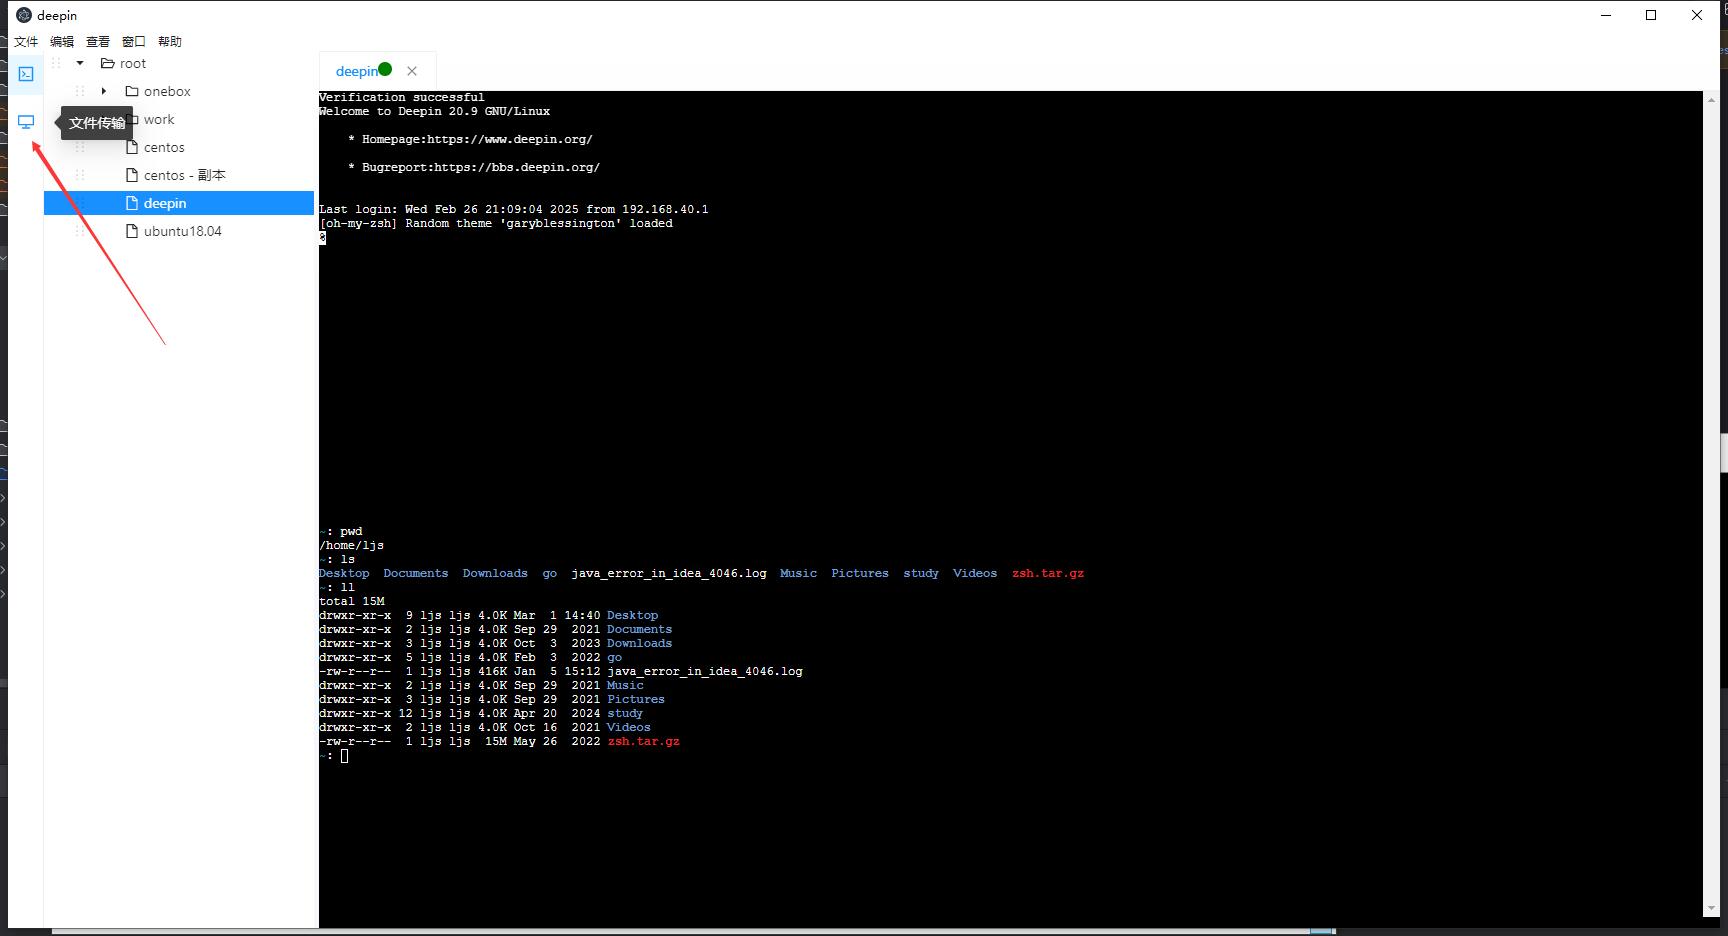 deepin
文件 编辑 查看 窗口 帮助
root
onebox
文件传输
work
centos
centos - 副本
deepin
ubuntu18.04
deepin
Verification successful
Welcome to Deepin 20.9 GNU/Linux
* Homepage:https://www.deepin.org/
* Bugreport:https://bbs.deepin.org/
Last login: Wed Feb 26 21:09:04 2025 from 192.168.40.1
[oh-my-zsh] Random theme 'garyblessington' loaded
%
~: pwd
/home/ljs
~: ls
Desktop Documents Downloads go java_error_in_idea_4046.log Music Pictures study Videos zsh.tar.gz
~: ll
total 15M
drwxr-xr-x 9 ljs ljs 4.0K Mar 1 14:40 Desktop
drwxr-xr-x 2 ljs ljs 4.0K Sep 29 2021 Documents
drwxr-xr-x 3 ljs ljs 4.0K Oct 3 2023 Downloads
drwxr-xr-x 5 ljs ljs 4.0K Feb 3 2022 go
-rw-r--r-- 1 ljs ljs 416K Jan 5 15:12 java_error_in_idea_4046.log
drwxr-xr-x 2 ljs ljs 4.0K Sep 29 2021 Music
drwxr-xr-x 3 ljs ljs 4.0K Sep 29 2021 Pictures
drwxr-xr-x 12 ljs ljs 4.0K Apr 20 2024 study
drwxr-xr-x 2 ljs ljs 4.0K Oct 16 2021 Videos
-rw-r--r-- 1 ljs ljs 15M May 26 2022 zsh.tar.gz
~: